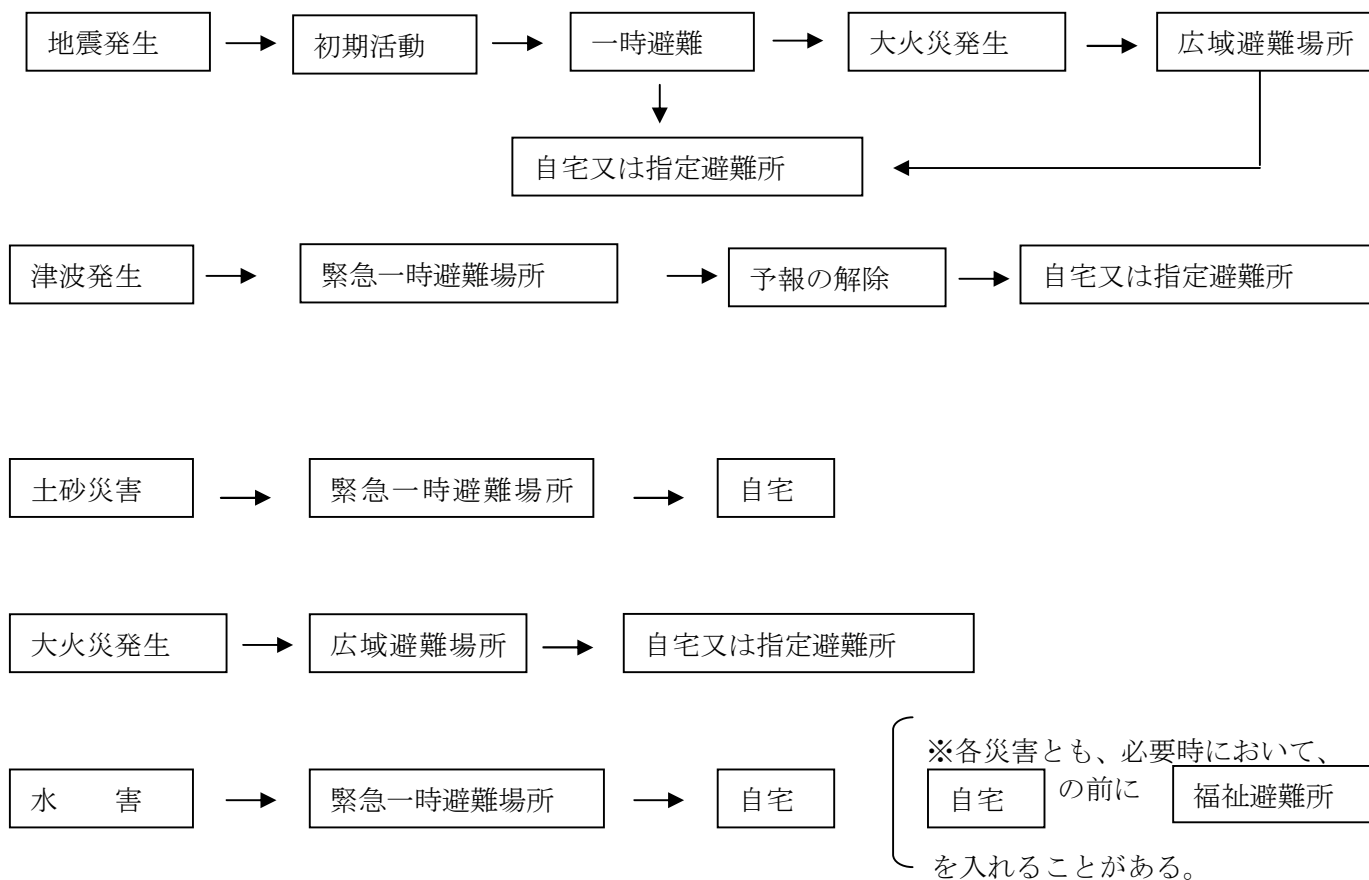 地震発生 初期活動 一時避難 大火災発生 広域避難場所
自宅又は指定避難所
津波発生 緊急一時避難場所 予報の解除 自宅又は指定避難所
土砂災害 緊急一時避難場所 自宅
大火災発生 広域避難場所 自宅又は指定避難所
水 害 緊急一時避難場所 自宅
※各災害とも、必要時において、
自宅 の前に 福祉避難所
を入れることがある。